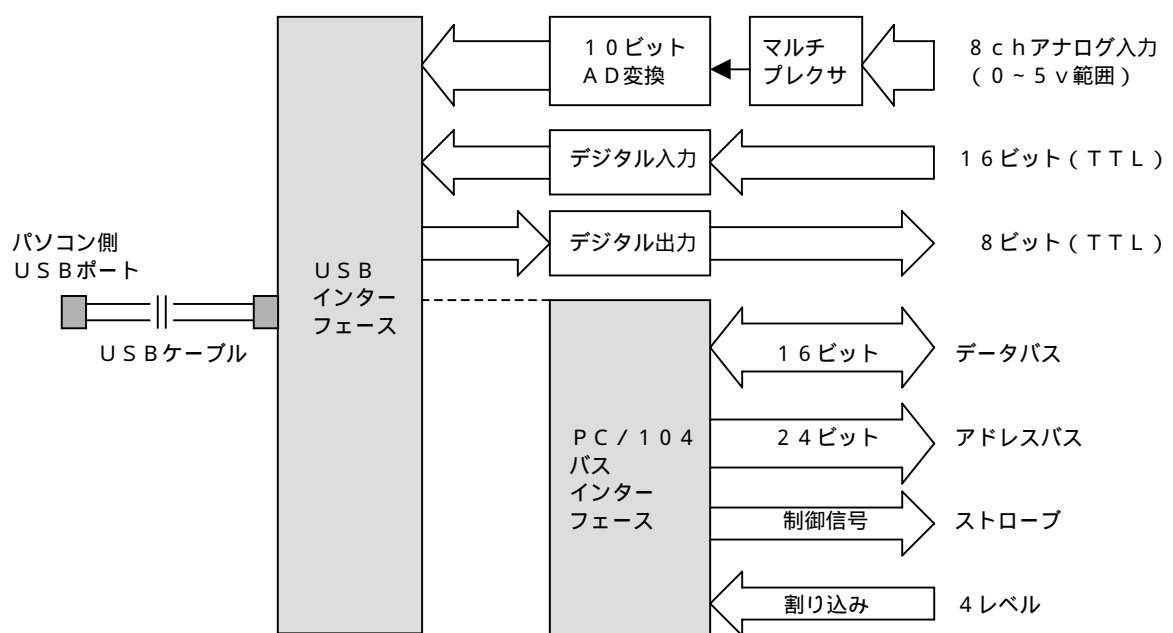 １０ビット
ＡＤ変換
マルチ
プレクサ
８ｃｈアナログ入力
（０~５ｖ範囲）
デジタル入力
１６ビット（ＴＴＬ）
デジタル出力
８ビット（ＴＴＬ）
パソコン側
ＵＳＢポート
ＵＳＢケーブル
ＵＳＢ
インター
フェース
ＰＣ/１０４
バス
インター
フェース
１６ビット
データバス
２４ビット
アドレスバス
制御信号
ストローブ
割り込み
４レベル